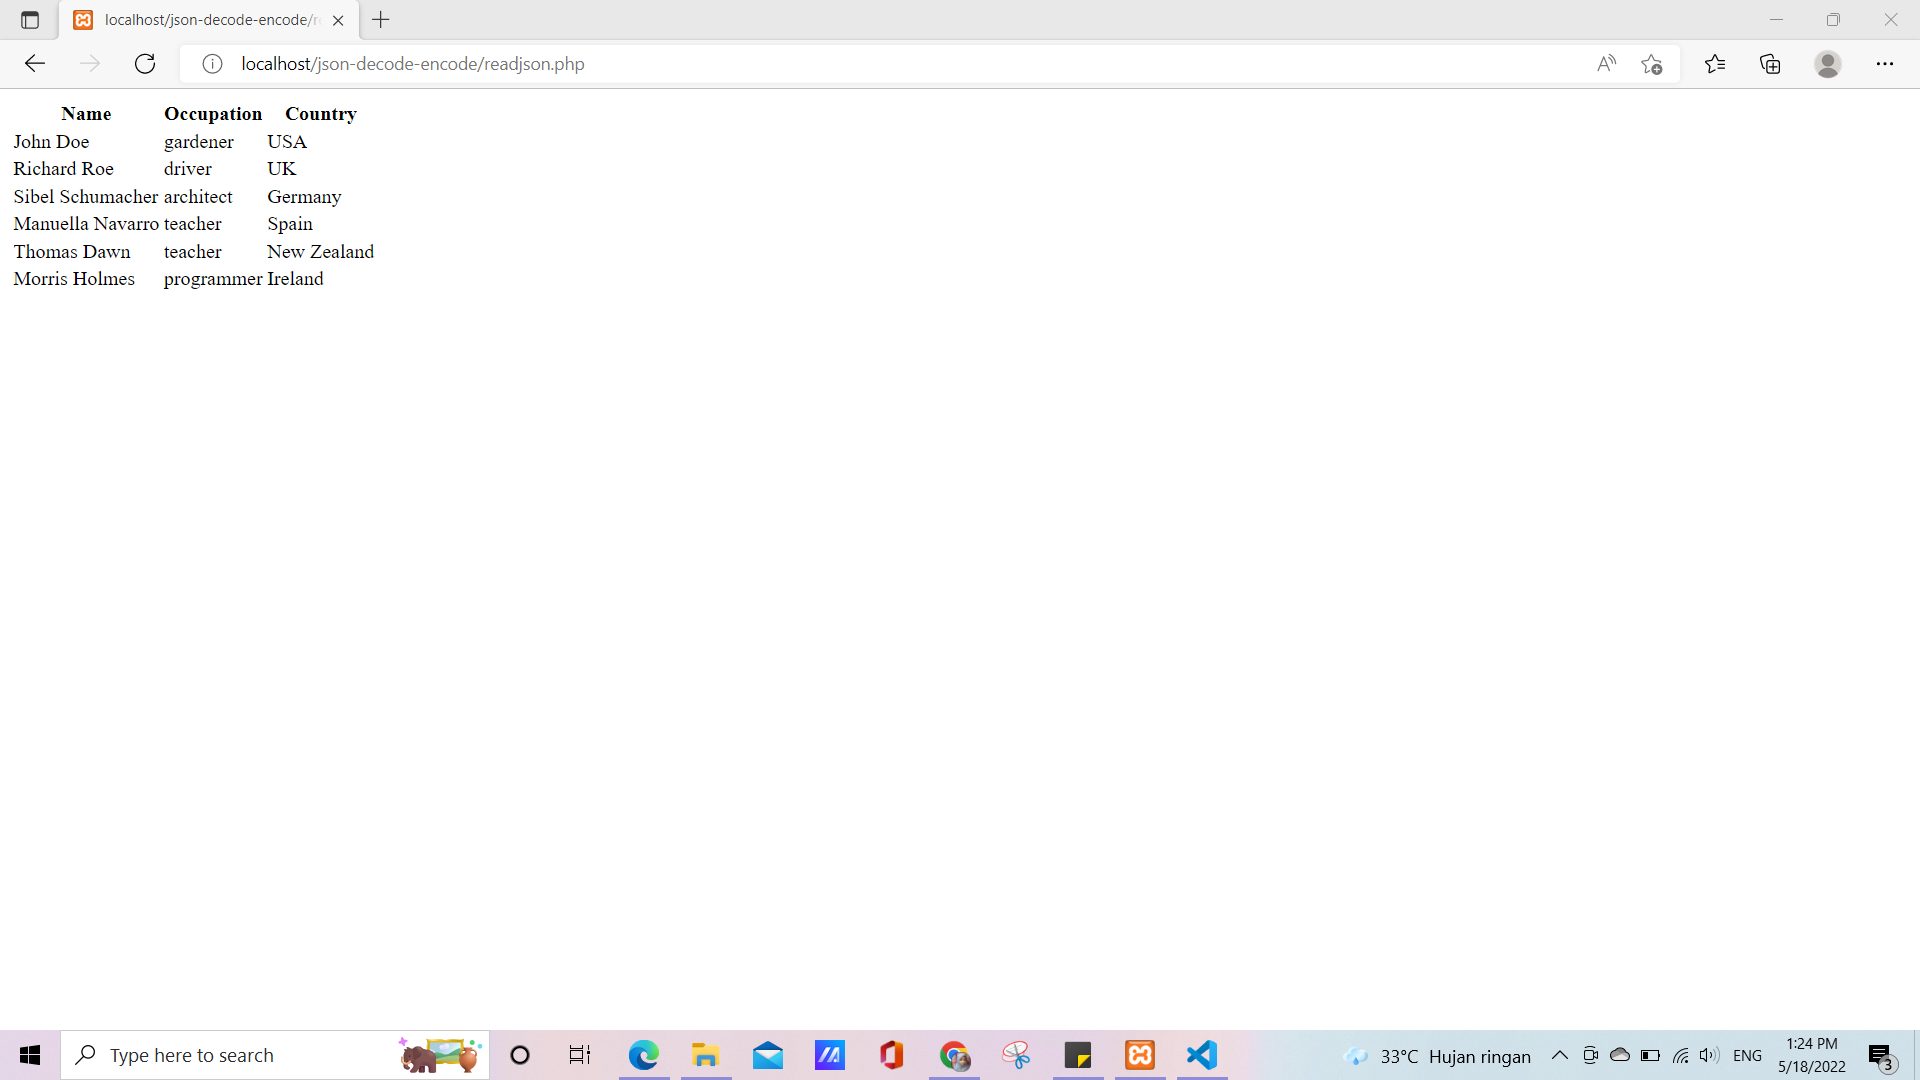 localhost/json-decode-encode/r
localhost/json-decode-encode/readjson.php
Name Occupation Country
John Doe gardener USA
Richard Roe driver UK
Sibel Schumacher architect Germany
Manuella Navarro teacher Spain
Thomas Dawn teacher New Zealand
Morris Holmes programmer Ireland
Type here to search
33°C Hujan ringan
ENG
1:24 PM
5/18/2022
3